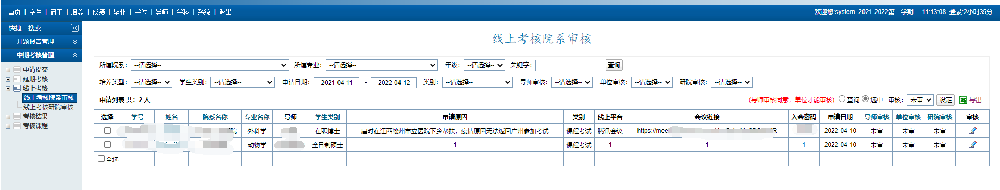 首页 | 学生 | 研工 | 培养 | 成绩 | 毕业 | 学位 | 导师 | 学科 | 系统 | 退出
欢迎您:system 2021-2022第二学期 11:13:08 登录:2小时35分
快捷 搜索
开题报告管理
中期考核管理
申请提交
延期考核
线上考核
线上考核院系审核
线上考核研院审核
考核结果
考核课程
线上考核院系审核
所属院系: --请选择-- 所属专业: --请选择-- 年级: --请选择-- 关键字: 查询
培养类型: --请选择-- 学生类别: --请选择-- 申请日期: 2021-04-11 - 2022-04-12 类别: --请选择-- 导师审核: --请选择-- 单位审核: --请选择-- 研院审核: --请选择--
申请列表 共：2 人 (导师审核同意，单位才能审核) 查询 选中 审核: 未审 设定 导出
选择 学号 姓名 院系名称 专业名称 导师 学生类别 申请原因 类别 线上平台 会议链接 入会密码 申请日期 导师审核 单位审核 研院审核 审核
院 外科学 在职博士 届时在江西赣州市立医院下乡帮扶，疫情原因无法返回广州参加考试 课程考试 腾讯会议 https://mee 2022-04-10 未审 未审 未审
动物学 全日制硕士 1 课程考试 1 1 1 2022-04-10 未审 未审 未审
全选